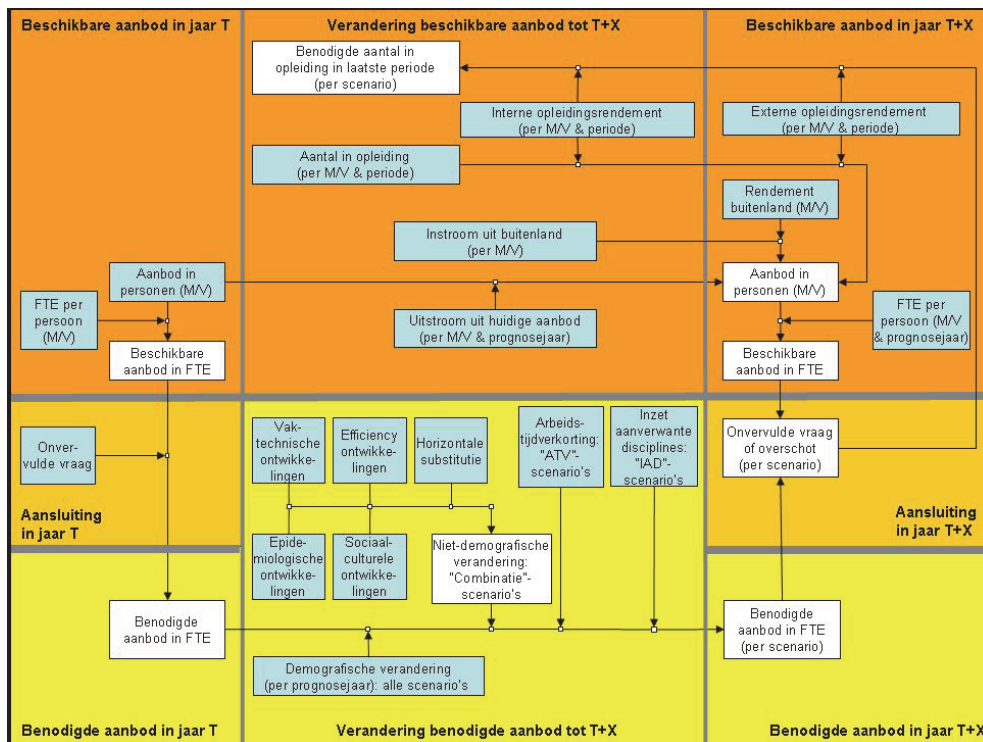 Beschikbare aanbod in jaar T
Verandering beschikbare aanbod tot T+X
Beschikbare aanbod in jaar T+X
Benodigde aantal in
opleiding in laatste periode
(per scenario)
Interne opleidingsrendement
(per M/V & periode)
Externe opleidingsrendement
(per M/V & periode)
Aantal in opleiding
(per M/V & periode)
Rendement
buitenland (M/V)
Instroom uit buitenland
(per M/V)
Aanbod in
personen (M/V)
Aanbod in
personen (M/V)
FTE per
persoon
(M/V)
Uitstroom uit huidige aanbod
(per M/V & prognosejaar)
FTE per
persoon (M/V
& prognosejaar)
Beschikbare
aanbod in FTE
Beschikbare
aanbod in FTE
Onver-
vulde vraag
Vak-
technische
ontwikke-
lingen
Efficiency
ontwikke-
lingen
Horizontale
substitutie
Arbeids-
tijdverkorting:
"ATV"-
scenario's
Inzet
aanverwante
disciplines:
"IAD"-
scenario's
Onvervulde vraag
of overschot
(per scenario)
Aansluiting
in jaar T
Aansluiting
in jaar T+X
Epide-
miologische
ontwikke-
lingen
Sociaal-
culturele
ontwikke-
lingen
Niet-demografische
verandering:
"Combinatie"-
scenario's
Benodigde
aanbod in FTE
Benodigde
aanbod in FTE
(per scenario)
Demografische verandering
(per prognosejaar): alle scenario's
Benodigde aanbod in jaar T
Verandering benodigde aanbod tot T+X
Benodigde aanbod in jaar T+X